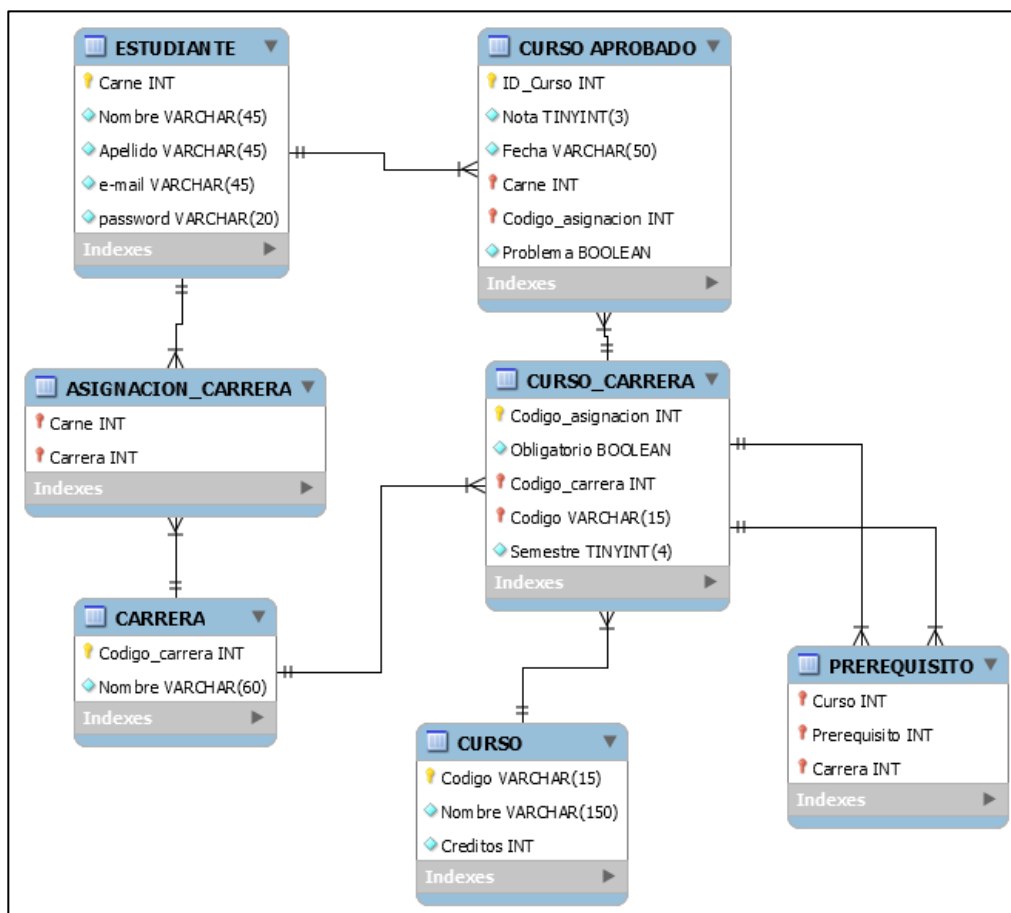 ESTUDIANTE
Carne INT
Nombre VARCHAR(45)
Apellido VARCHAR(45)
e-mail VARCHAR(45)
password VARCHAR(20)
Indexes
CURSO APROBADO
ID_Curso INT
Nota TINYINT(3)
Fecha VARCHAR(50)
Carne INT
Codigo_asignacion INT
Problema BOOLEAN
Indexes
ASIGNACION_CARRERA
Carne INT
Carrera INT
Indexes
CURSO_CARRERA
Codigo_asignacion INT
Obligatorio BOOLEAN
Codigo_carrera INT
Codigo VARCHAR(15)
Semestre TINYINT(4)
Indexes
CARRERA
Codigo_carrera INT
Nombre VARCHAR(60)
Indexes
PREREQUISITO
Curso INT
Prerequisito INT
Carrera INT
Indexes
CURSO
Codigo VARCHAR(15)
Nombre VARCHAR(150)
Creditos INT
Indexes